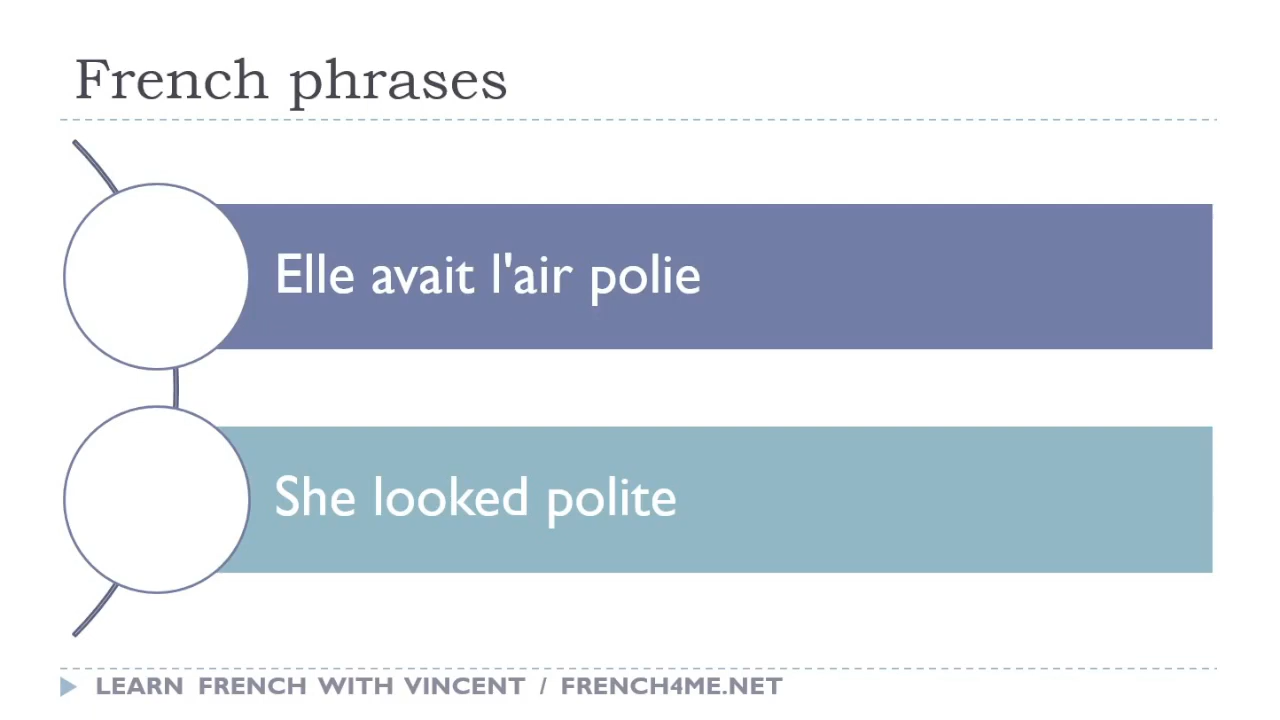 French phrases
Elle avait l'air polie
She looked polite
LEARN FRENCH WITH VINCENT / FRENCH4ME.NET